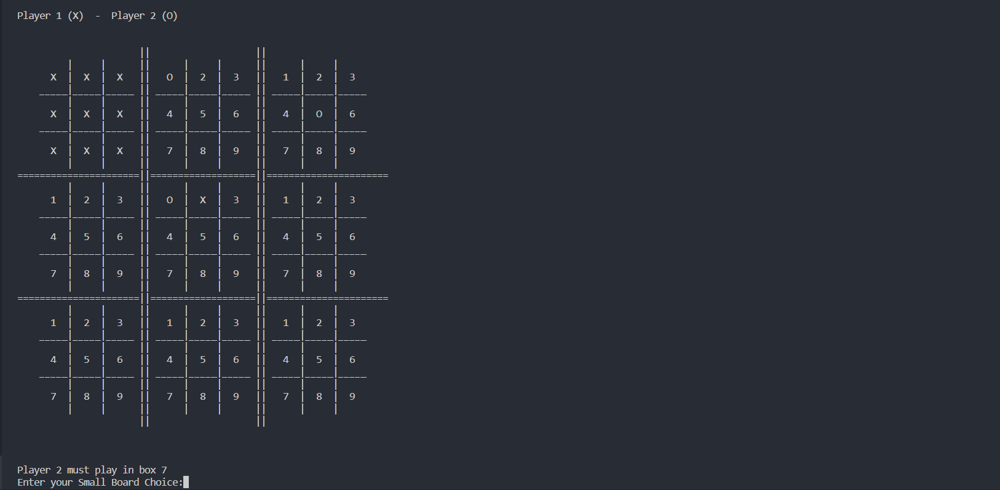 Player 1 (X)  -  Player 2 (O)
                      ||                   ||
         |     |      ||      |     |      ||      |     |
      X  |  X  |  X   ||   O  |  2  |  3   ||   1  |  2  |  3
    _____|_____|_____ || _____|_____|_____ || _____|_____|_____
         |     |      ||      |     |      ||      |     |
      X  |  X  |  X   ||   4  |  5  |  6   ||   4  |  O  |  6
    _____|_____|_____ || _____|_____|_____ || _____|_____|_____
         |     |      ||      |     |      ||      |     |
      X  |  X  |  X   ||   7  |  8  |  9   ||   7  |  8  |  9
         |     |      ||      |     |      ||      |     |
======================||===================||======================
         |     |      ||      |     |      ||      |     |
      1  |  2  |  3   ||   O  |  X  |  3   ||   1  |  2  |  3
    _____|_____|_____ || _____|_____|_____ || _____|_____|_____
         |     |      ||      |     |      ||      |     |
      4  |  5  |  6   ||   4  |  5  |  6   ||   4  |  5  |  6
    _____|_____|_____ || _____|_____|_____ || _____|_____|_____
         |     |      ||      |     |      ||      |     |
      7  |  8  |  9   ||   7  |  8  |  9   ||   7  |  8  |  9
         |     |      ||      |     |      ||      |     |
======================||===================||======================
         |     |      ||      |     |      ||      |     |
      1  |  2  |  3   ||   1  |  2  |  3   ||   1  |  2  |  3
    _____|_____|_____ || _____|_____|_____ || _____|_____|_____
         |     |      ||      |     |      ||      |     |
      4  |  5  |  6   ||   4  |  5  |  6   ||   4  |  5  |  6
    _____|_____|_____ || _____|_____|_____ || _____|_____|_____
         |     |      ||      |     |      ||      |     |
      7  |  8  |  9   ||   7  |  8  |  9   ||   7  |  8  |  9
         |     |      ||      |     |      ||      |     |
                      ||                   ||
Player 2 must play in box 7
Enter your Small Board Choice: